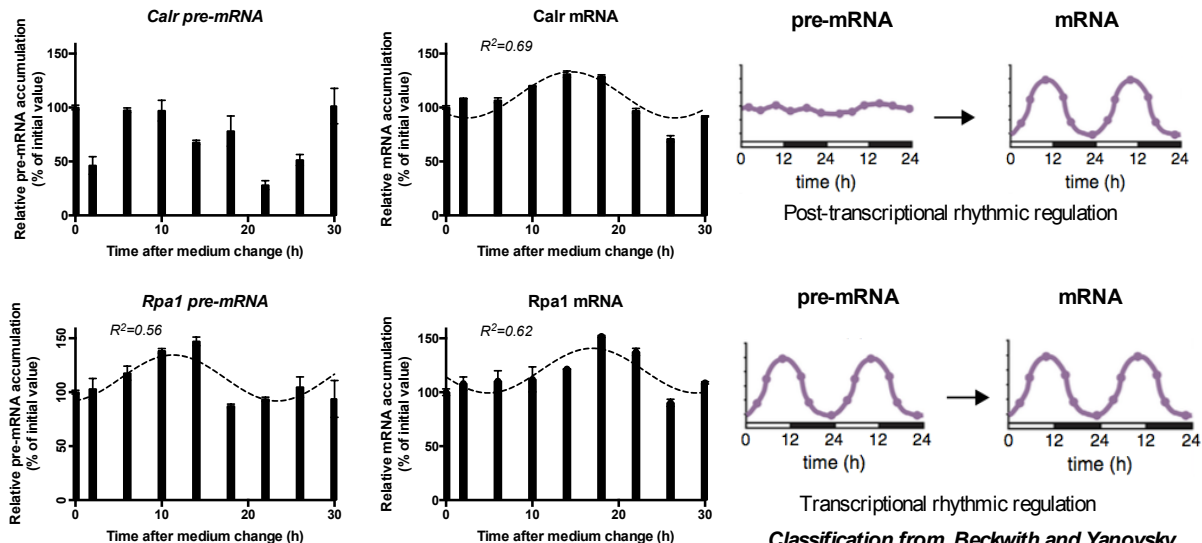 Calr pre-mRNA
Relative pre-mRNA accumulation
(% of initial value)
150
100
50
0
0 10 20 30
Time after medium change (h)
Calr mRNA
R²=0.69
Relative mRNA accumulation
(% of initial value)
150
100
50
0
0 10 20 30
Time after medium change (h)
pre-mRNA
0 12 24 12 24
time (h)
mRNA
0 12 24 12 24
time (h)
Post-transcriptional rhythmic regulation
Rpa1 pre-mRNA
R²=0.56
Relative pre-mRNA accumulation
(% of initial value)
150
100
50
0
0 10 20 30
Time after medium change (h)
Rpa1 mRNA
R²=0.62
Relative mRNA accumulation
(% of initial value)
150
100
50
0
0 10 20 30
Time after medium change (h)
pre-mRNA
0 12 24 12 24
time (h)
mRNA
0 12 24 12 24
time (h)
Transcriptional rhythmic regulation
Classification from Beckwith and Yanovsky